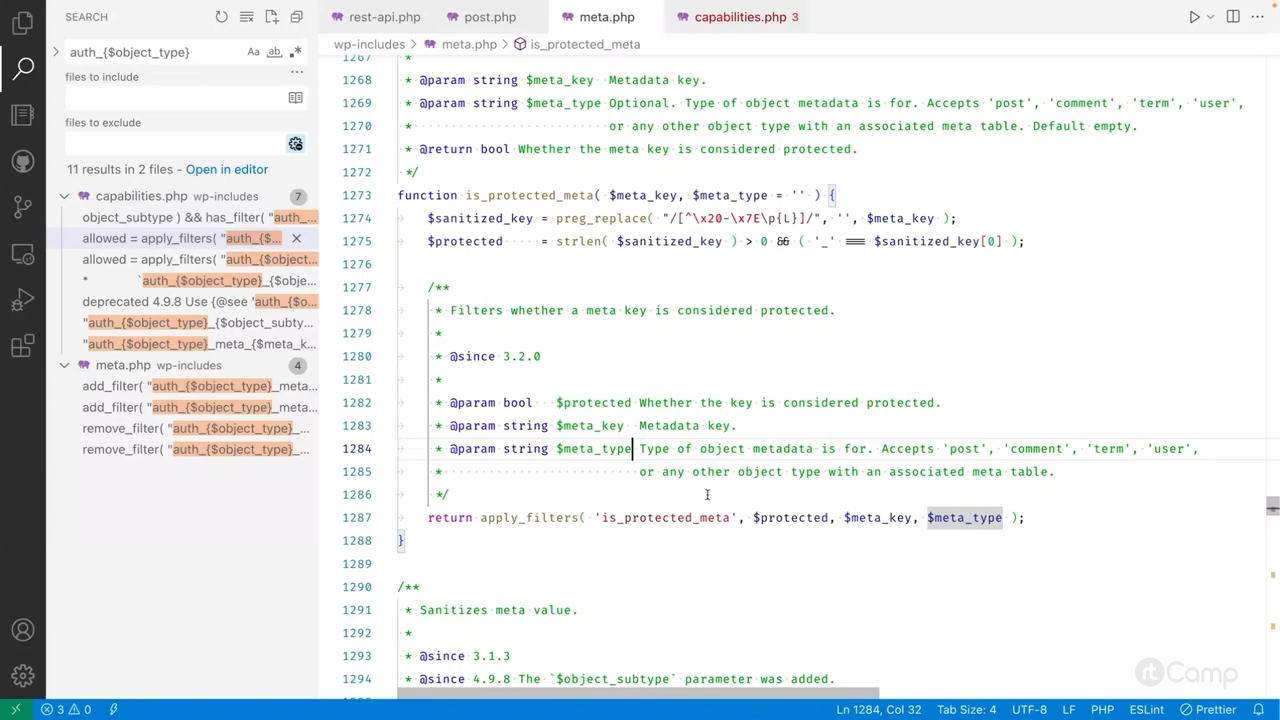 SEARCH
rest-api.php
post.php
meta.php
capabilities.php 3
auth_{$object_type}
Aa
ab
wp-includes > meta.php > is_protected_meta
files to include
files to exclude
11 results in 2 files - Open in editor
capabilities.php wp-includes 7
object_subtype ) && has_filter( "auth_...
allowed = apply_filters( "auth_{$...
allowed = apply_filters( "auth_{$object...
* `auth_{$object_type}_{$obje...
deprecated 4.9.8 Use {@see 'auth_{$o...
"auth_{$object_type}_{$object_subty...
"auth_{$object_type}_meta_{$meta_k...
meta.php wp-includes 4
add_filter( "auth_{$object_type}_meta...
add_filter( "auth_{$object_type}_meta...
remove_filter( "auth_{$object_type}_...
remove_filter( "auth_{$object_type}_...
1267 *
1268 * @param string $meta_key Metadata key.
1269 * @param string $meta_type Optional. Type of object metadata is for. Accepts 'post', 'comment', 'term', 'user',
1270 * or any other object type with an associated meta table. Default empty.
1271 * @return bool Whether the meta key is considered protected.
1272 */
1273 function is_protected_meta( $meta_key, $meta_type = '' ) {
1274 $sanitized_key = preg_replace( "/[^\x20-\x7E\p{L}]/", '', $meta_key );
1275 $protected = strlen( $sanitized_key ) > 0 && ( '_' === $sanitized_key[0] );
1276
1277 /**
1278 * Filters whether a meta key is considered protected.
1279 *
1280 * @since 3.2.0
1281 *
1282 * @param bool $protected Whether the key is considered protected.
1283 * @param string $meta_key Metadata key.
1284 * @param string $meta_type Type of object metadata is for. Accepts 'post', 'comment', 'term', 'user',
1285 * or any other object type with an associated meta table.
1286 */
1287 return apply_filters( 'is_protected_meta', $protected, $meta_key, $meta_type );
1288 }
1289
1290 /**
1291 * Sanitizes meta value.
1292 *
1293 * @since 3.1.3
1294 * @since 4.9.8 The `$object_subtype` parameter was added.
rtCamp
3 0
Ln 1284, Col 32
Tab Size: 4
UTF-8
LF
PHP
ESLint
Prettier